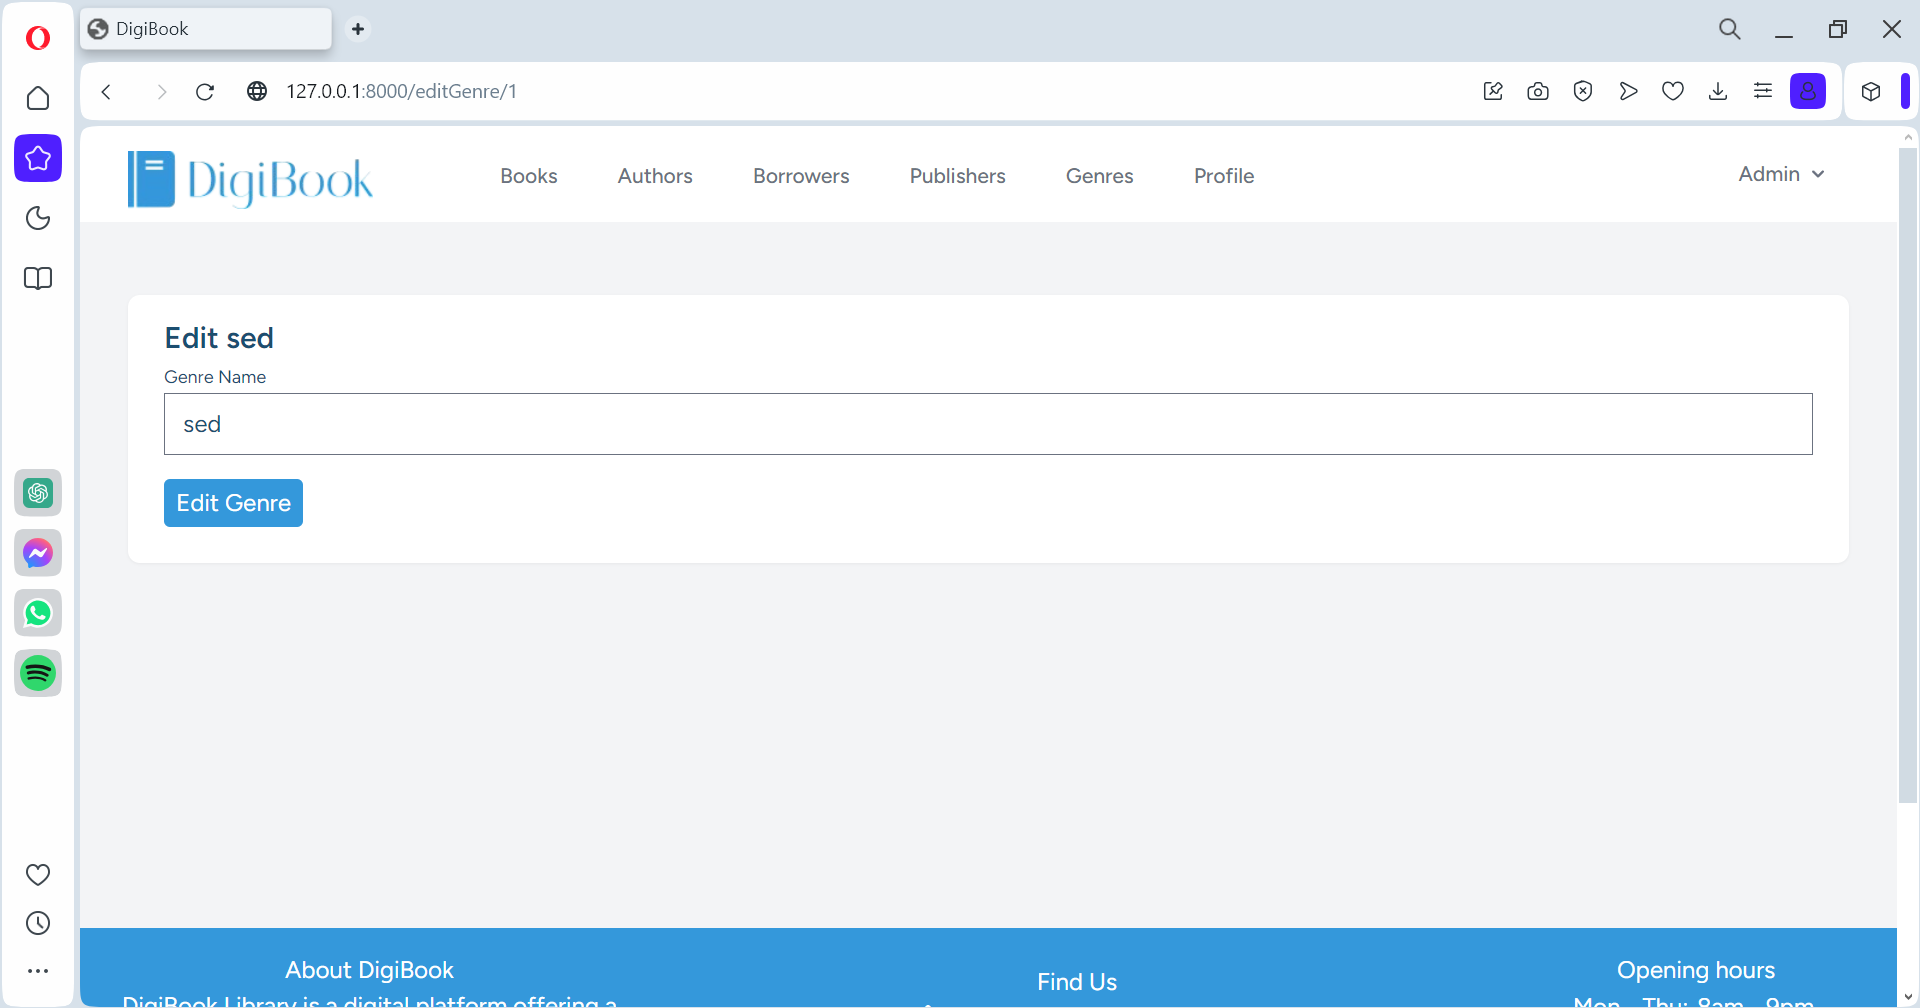 DigiBook
127.0.0.1:8000/editGenre/1
DigiBook
Books
Authors
Borrowers
Publishers
Genres
Profile
Admin
Edit sed
Genre Name
sed
Edit Genre
About DigiBook
DigiBook Library is a digital platform offering a
Find Us
Opening hours
Mon - Thu: 8am - 9pm